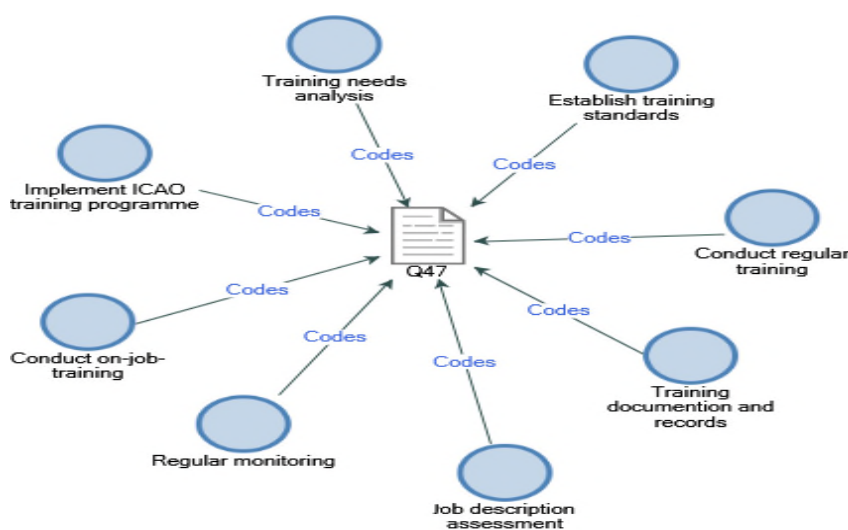 Training needs
analysis
Establish training
standards
Codes
Codes
Implement ICAO
training programme
Codes
Q47
Codes
Conduct regular
training
Codes
Codes
Conduct on-job-
training
Codes
Codes
Training
documention and
records
Regular monitoring
Job description
assessment